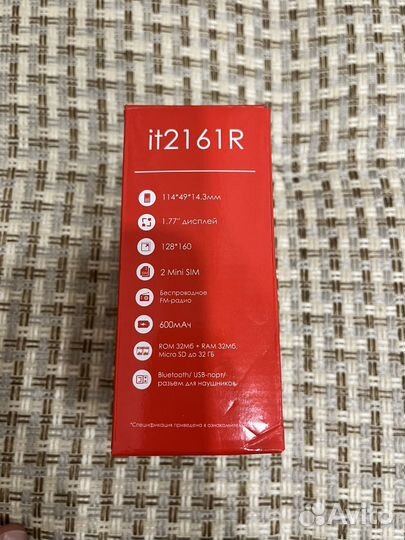 it2161R
114*49*14.3мм
1.77" дисплей
128*160
2 Mini SIM
Беспроводное
FM-радио
600мАч
ROM 32Мб + RAM 32Мб,
Micro SD до 32 ГБ
Bluetooth/ USB-порт/
разъем для наушников
*Спецификация приведена к ознакомле
Avito